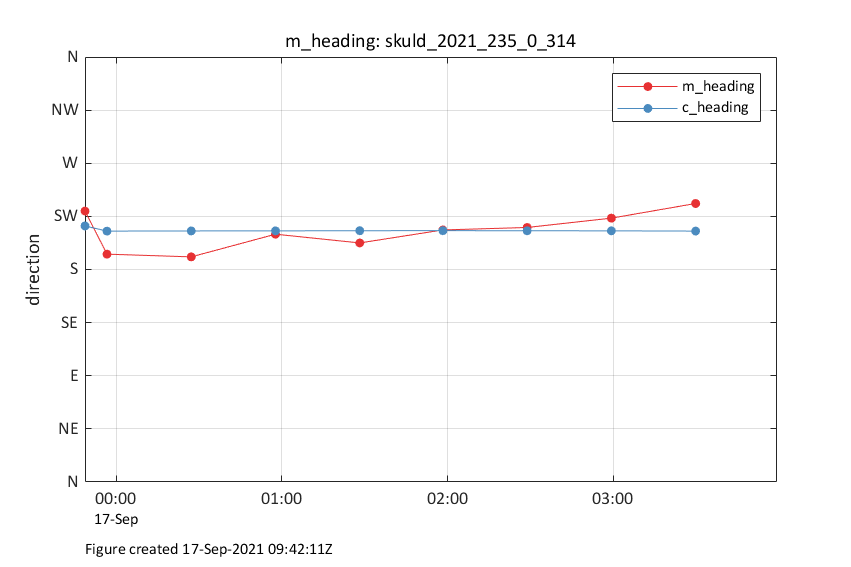 m_heading: skuld_2021_235_0_314
N
NW
W
SW
S
SE
E
NE
N
direction
m_heading
c_heading
00:00
01:00
02:00
03:00
17-Sep
Figure created 17-Sep-2021 09:42:11Z